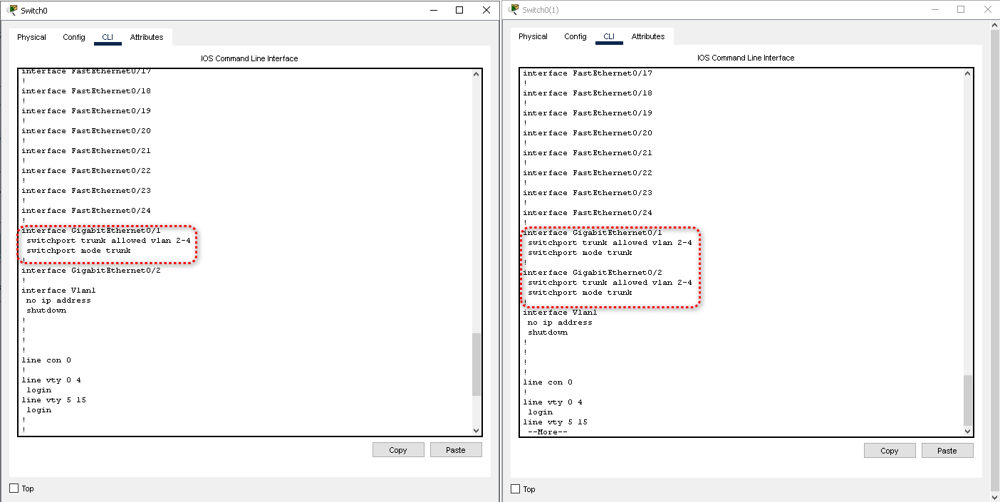 Switch0
Physical Config CLI Attributes
IOS Command Line Interface
interface FastEthernet0/17
!
interface FastEthernet0/18
!
interface FastEthernet0/19
!
interface FastEthernet0/20
!
interface FastEthernet0/21
!
interface FastEthernet0/22
!
interface FastEthernet0/23
!
interface FastEthernet0/24
!
interface GigabitEthernet0/1
switchport trunk allowed vlan 2-4
switchport mode trunk
!
interface GigabitEthernet0/2
!
interface Vlan1
no ip address
shutdown
!
!
!
!
line con 0
!
line vty 0 4
login
line vty 5 15
login
!
!
Copy Paste
Top
Switch0(1)
Physical Config CLI Attributes
IOS Command Line Interface
interface FastEthernet0/17
!
interface FastEthernet0/18
!
interface FastEthernet0/19
!
interface FastEthernet0/20
!
interface FastEthernet0/21
!
interface FastEthernet0/22
!
interface FastEthernet0/23
!
interface FastEthernet0/24
!
interface GigabitEthernet0/1
switchport trunk allowed vlan 2-4
switchport mode trunk
!
interface GigabitEthernet0/2
switchport trunk allowed vlan 2-4
switchport mode trunk
!
interface Vlan1
no ip address
shutdown
!
!
!
!
line con 0
!
line vty 0 4
login
line vty 5 15
--More--
Copy Paste
Top